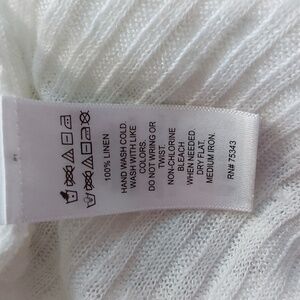 100% LINEN
HAND WASH COLD.
WASH WITH LIKE
COLORS.
DO NOT WRING OR
TWIST.
NON-CHLORINE
BLEACH
WHEN NEEDED.
DRY FLAT.
MEDIUM IRON.
RN# 75343